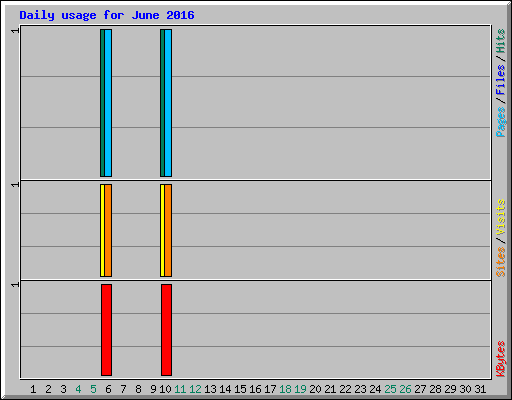 Daily usage for June 2016
1
Pages/Files/Hits
1
Sites/Visits
1
KBytes
1 2 3 4 5 6 7 8 9 10 11 12 13 14 15 16 17 18 19 20 21 22 23 24 25 26 27 28 29 30 31